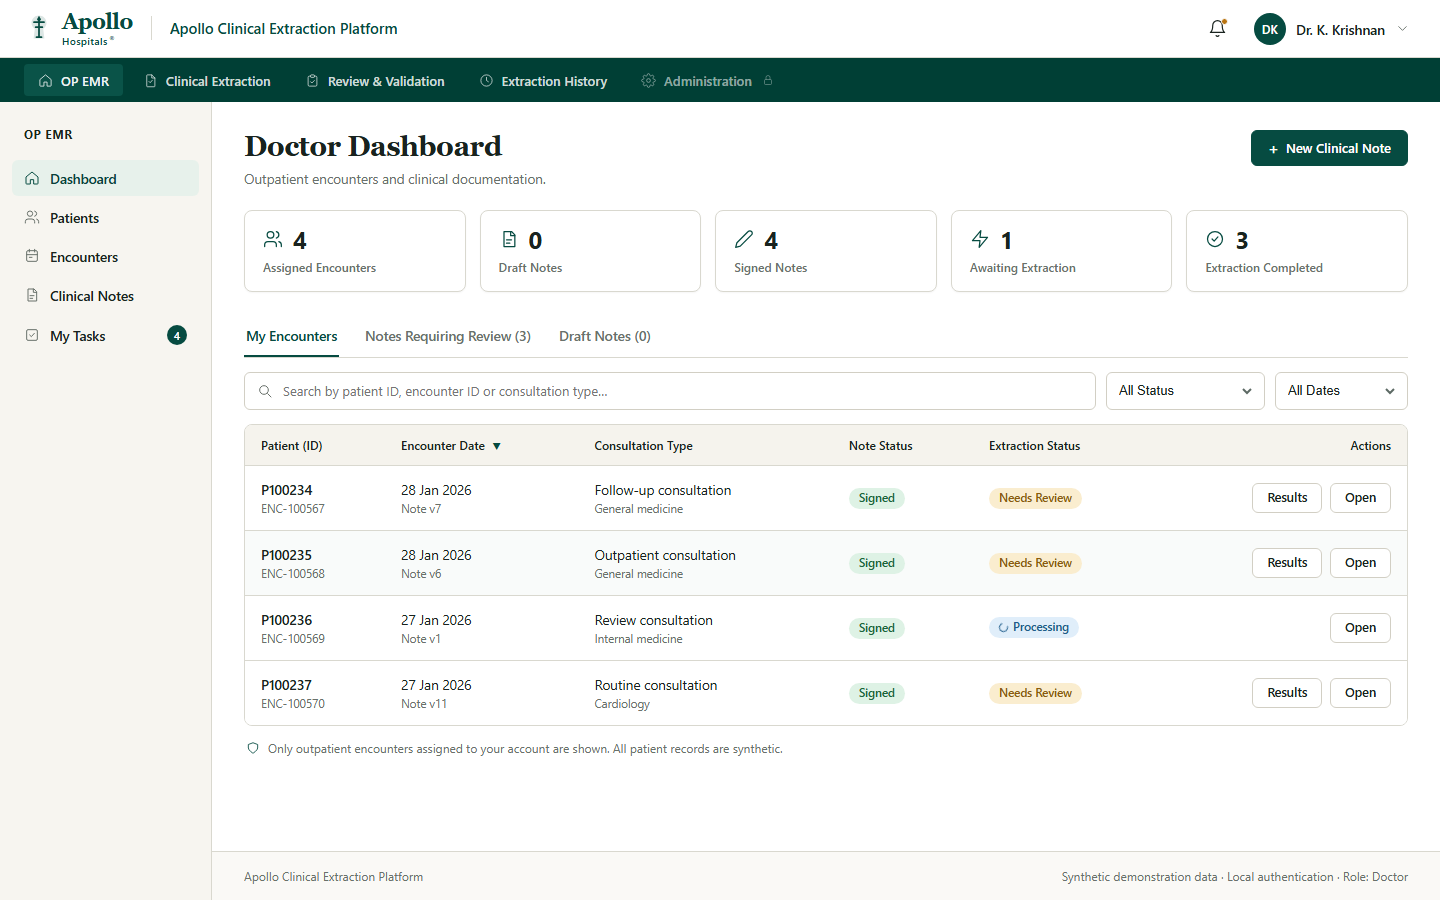 Apollo
Hospitals®
Apollo Clinical Extraction Platform
DK
Dr. K. Krishnan
OP EMR
Clinical Extraction
Review & Validation
Extraction History
Administration
OP EMR
Dashboard
Patients
Encounters
Clinical Notes
My Tasks 4
Doctor Dashboard
Outpatient encounters and clinical documentation.
+ New Clinical Note
4
Assigned Encounters
0
Draft Notes
4
Signed Notes
1
Awaiting Extraction
3
Extraction Completed
My Encounters
Notes Requiring Review (3)
Draft Notes (0)
Search by patient ID, encounter ID or consultation type...
All Status
All Dates
Patient (ID) Encounter Date ▼ Consultation Type Note Status Extraction Status Actions
P100234 28 Jan 2026 Follow-up consultation Signed Needs Review Results Open
ENC-100567 Note v7 General medicine
P100235 28 Jan 2026 Outpatient consultation Signed Needs Review Results Open
ENC-100568 Note v6 General medicine
P100236 27 Jan 2026 Review consultation Signed Processing Open
ENC-100569 Note v1 Internal medicine
P100237 27 Jan 2026 Routine consultation Signed Needs Review Results Open
ENC-100570 Note v11 Cardiology
Only outpatient encounters assigned to your account are shown. All patient records are synthetic.
Apollo Clinical Extraction Platform
Synthetic demonstration data · Local authentication · Role: Doctor